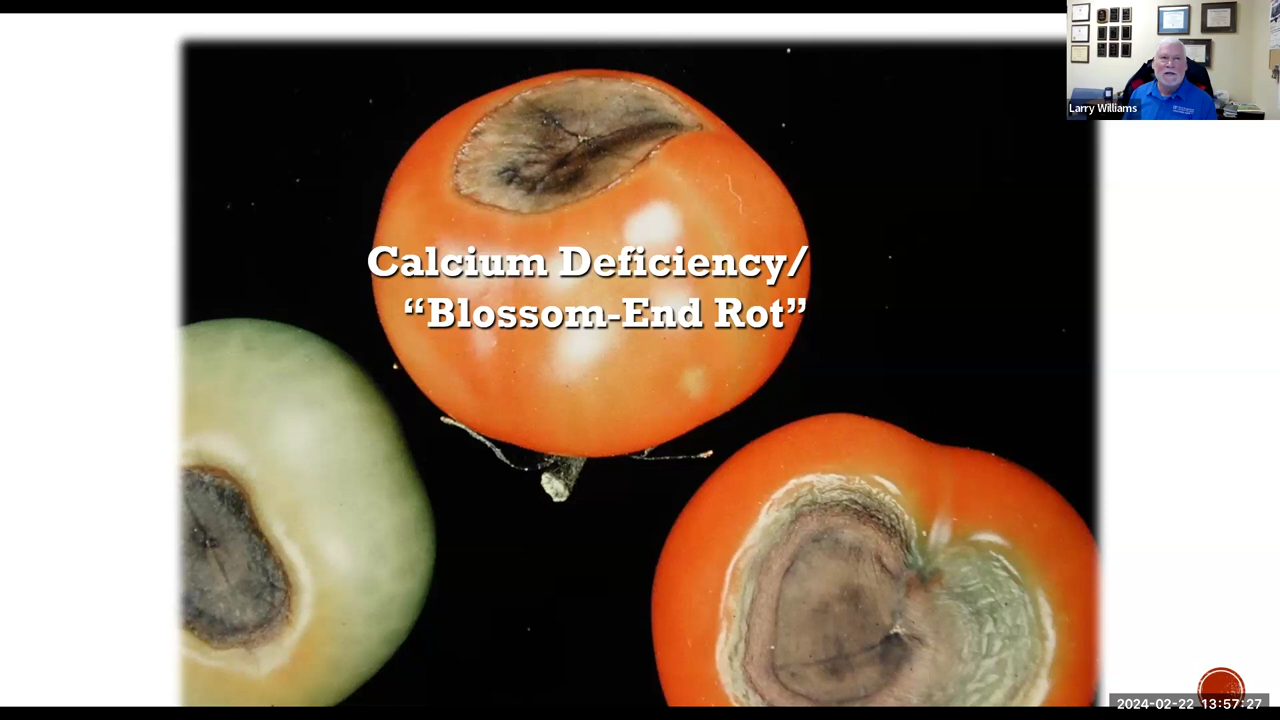 Larry Williams
Calcium Deficiency/
“Blossom-End Rot”
2024-02-22 13:57:27